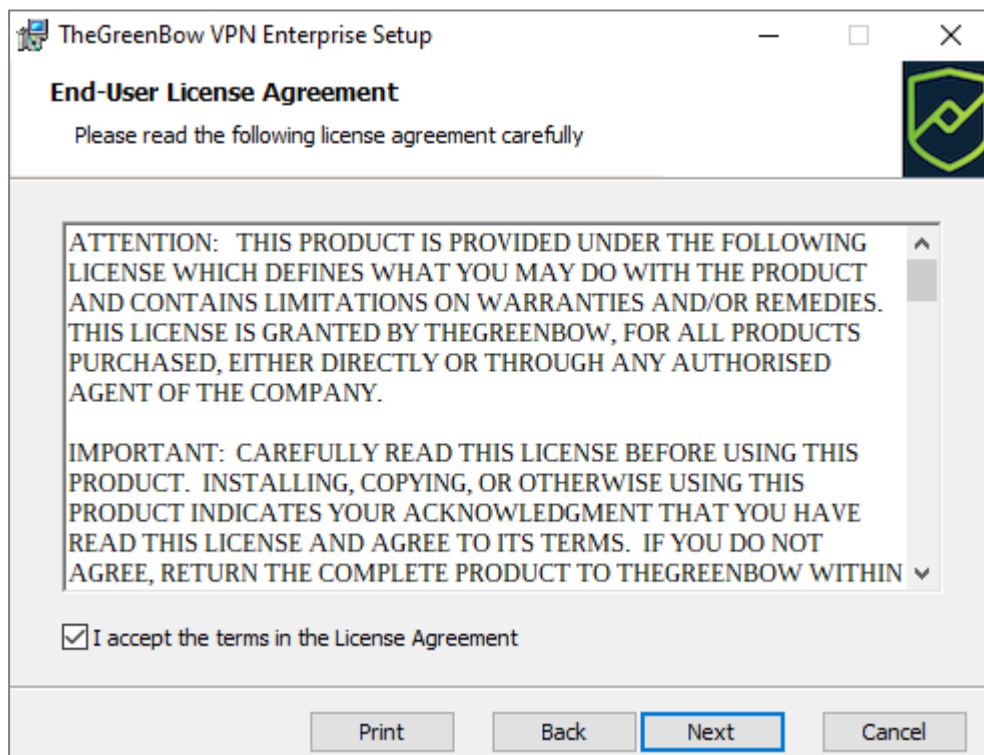 TheGreenBow VPN Enterprise Setup
End-User License Agreement
Please read the following license agreement carefully
ATTENTION:   THIS PRODUCT IS PROVIDED UNDER THE FOLLOWING
LICENSE WHICH DEFINES WHAT YOU MAY DO WITH THE PRODUCT
AND CONTAINS LIMITATIONS ON WARRANTIES AND/OR REMEDIES.
THIS LICENSE IS GRANTED BY THEGREENBOW, FOR ALL PRODUCTS
PURCHASED, EITHER DIRECTLY OR THROUGH ANY AUTHORISED
AGENT OF THE COMPANY.
IMPORTANT:  CAREFULLY READ THIS LICENSE BEFORE USING THIS
PRODUCT.  INSTALLING, COPYING, OR OTHERWISE USING THIS
PRODUCT INDICATES YOUR ACKNOWLEDGMENT THAT YOU HAVE
READ THIS LICENSE AND AGREE TO ITS TERMS.  IF YOU DO NOT
AGREE, RETURN THE COMPLETE PRODUCT TO THEGREENBOW WITHIN
I accept the terms in the License Agreement
Print Back Next Cancel